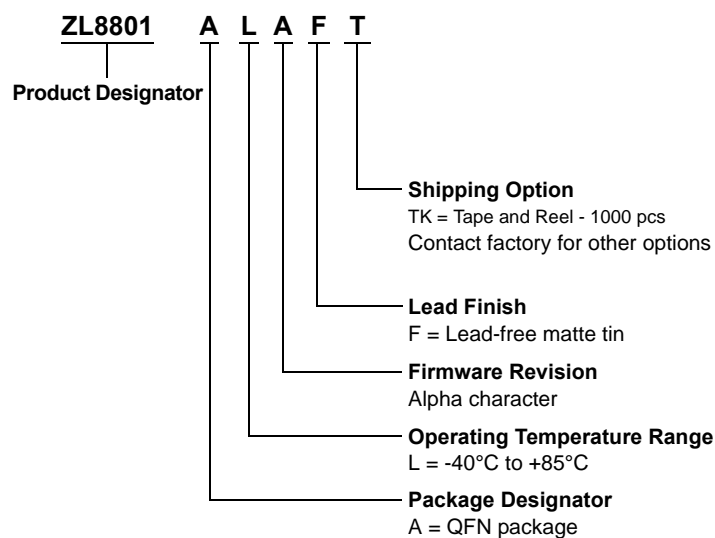 ZL8801 A L A F T
Product Designator
Shipping Option
TK = Tape and Reel - 1000 pcs
Contact factory for other options
Lead Finish
F = Lead-free matte tin
Firmware Revision
Alpha character
Operating Temperature Range
L = -40°C to +85°C
Package Designator
A = QFN package